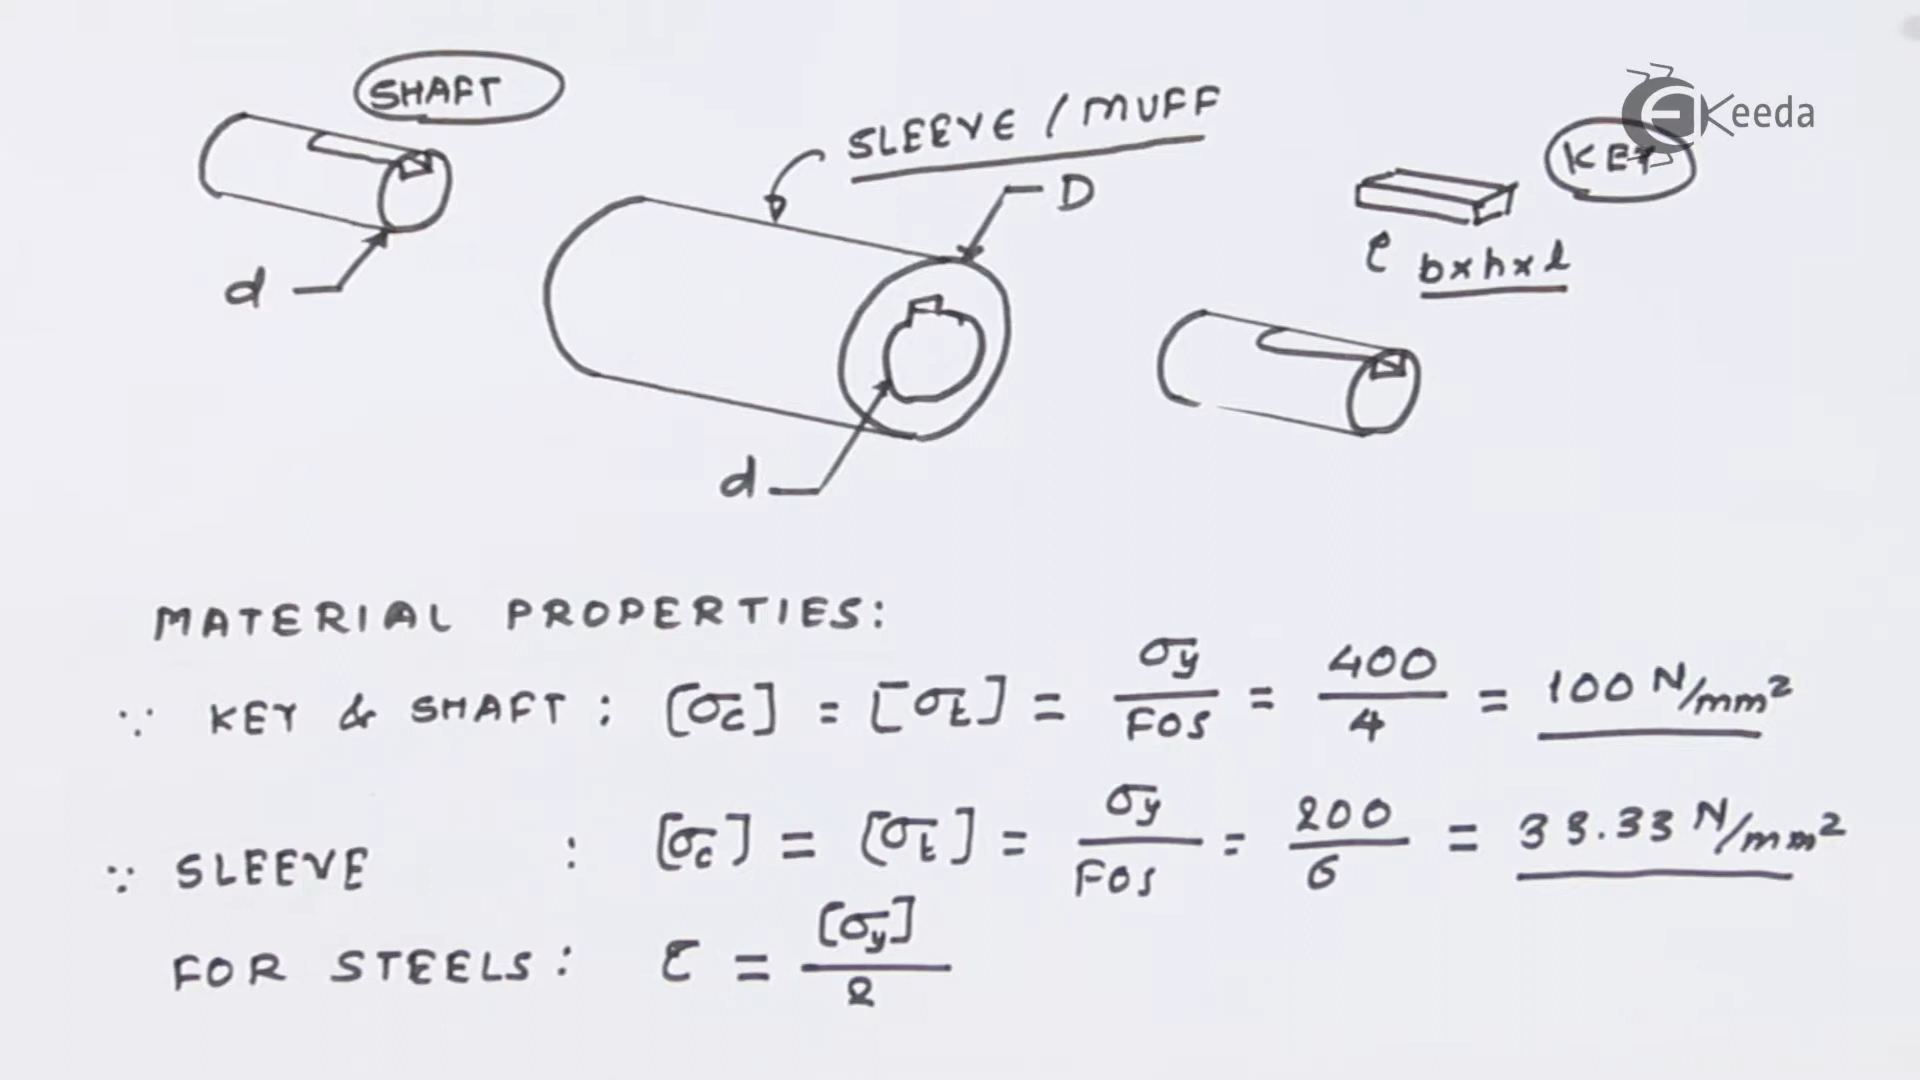 SHAFT
SLEEVE / MUFF
Keeda
KEY
D
d
b×h×l
d
MATERIAL PROPERTIES:
∵ KEY & SHAFT : [σc] = [σt] = σy/FOS = 400/4 = 100 N/mm²
∵ SLEEVE : [σc] = [σt] = σy/FOS = 200/6 = 33.33 N/mm²
FOR STEELS: τ = [σy]/2